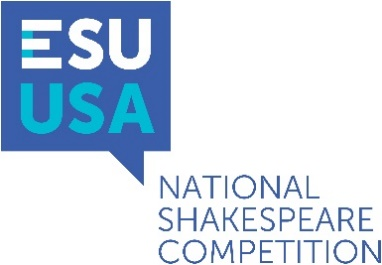 ESU
USA
NATIONAL
SHAKESPEARE
COMPETITION